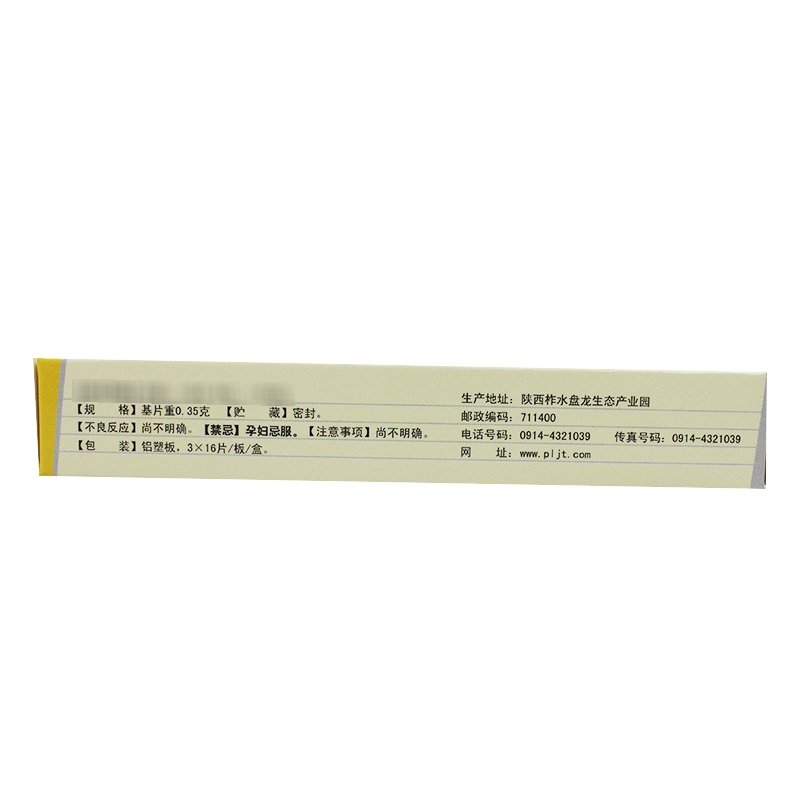 【规 格】基片重0.35克 【贮 藏】密封。
【不良反应】尚不明确。【禁忌】孕妇忌服。【注意事项】尚不明确。
【包 装】铝塑板，3×16片/板/盒。
生产地址：陕西柞水盘龙生态产业园
邮政编码：711400
电话号码：0914-4321039 传真号码：0914-4321039
网 址：www.pljt.com